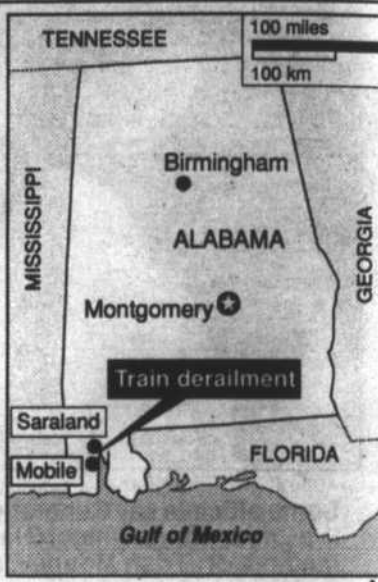 TENNESSEE
100 miles
100 km
MISSISSIPPI
Birmingham
ALABAMA
GEORGIA
Montgomery
Train derailment
Saraland
Mobile
FLORIDA
Gulf of Mexico